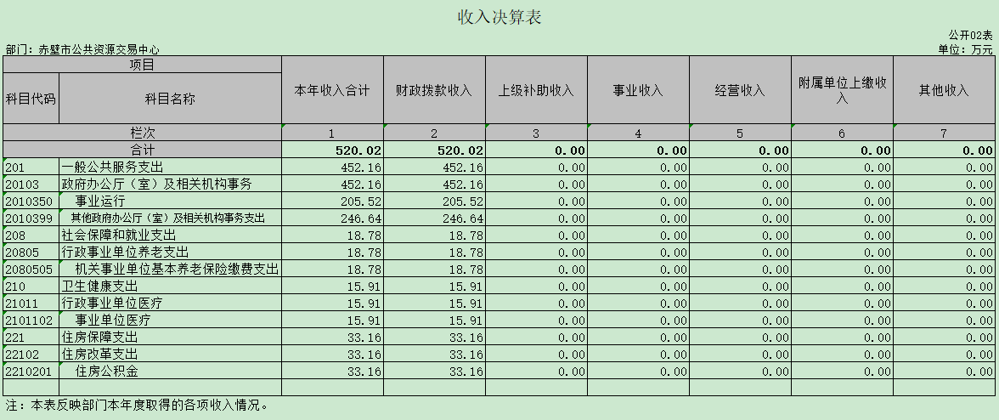 收入决算表
公开02表
部门：赤壁市公共资源交易中心 单位：万元
项目 本年收入合计 财政拨款收入 上级补助收入 事业收入 经营收入 附属单位上缴收入 其他收入
科目代码 科目名称
栏次 1 2 3 4 5 6 7
合计 520.02 520.02 0.00 0.00 0.00 0.00 0.00
201 一般公共服务支出 452.16 452.16 0.00 0.00 0.00 0.00 0.00
20103 政府办公厅（室）及相关机构事务 452.16 452.16 0.00 0.00 0.00 0.00 0.00
2010350 事业运行 205.52 205.52 0.00 0.00 0.00 0.00 0.00
2010399 其他政府办公厅（室）及相关机构事务支出 246.64 246.64 0.00 0.00 0.00 0.00 0.00
208 社会保障和就业支出 18.78 18.78 0.00 0.00 0.00 0.00 0.00
20805 行政事业单位养老支出 18.78 18.78 0.00 0.00 0.00 0.00 0.00
2080505 机关事业单位基本养老保险缴费支出 18.78 18.78 0.00 0.00 0.00 0.00 0.00
210 卫生健康支出 15.91 15.91 0.00 0.00 0.00 0.00 0.00
21011 行政事业单位医疗 15.91 15.91 0.00 0.00 0.00 0.00 0.00
2101102 事业单位医疗 15.91 15.91 0.00 0.00 0.00 0.00 0.00
221 住房保障支出 33.16 33.16 0.00 0.00 0.00 0.00 0.00
22102 住房改革支出 33.16 33.16 0.00 0.00 0.00 0.00 0.00
2210201 住房公积金 33.16 33.16 0.00 0.00 0.00 0.00 0.00
注：本表反映部门本年度取得的各项收入情况。